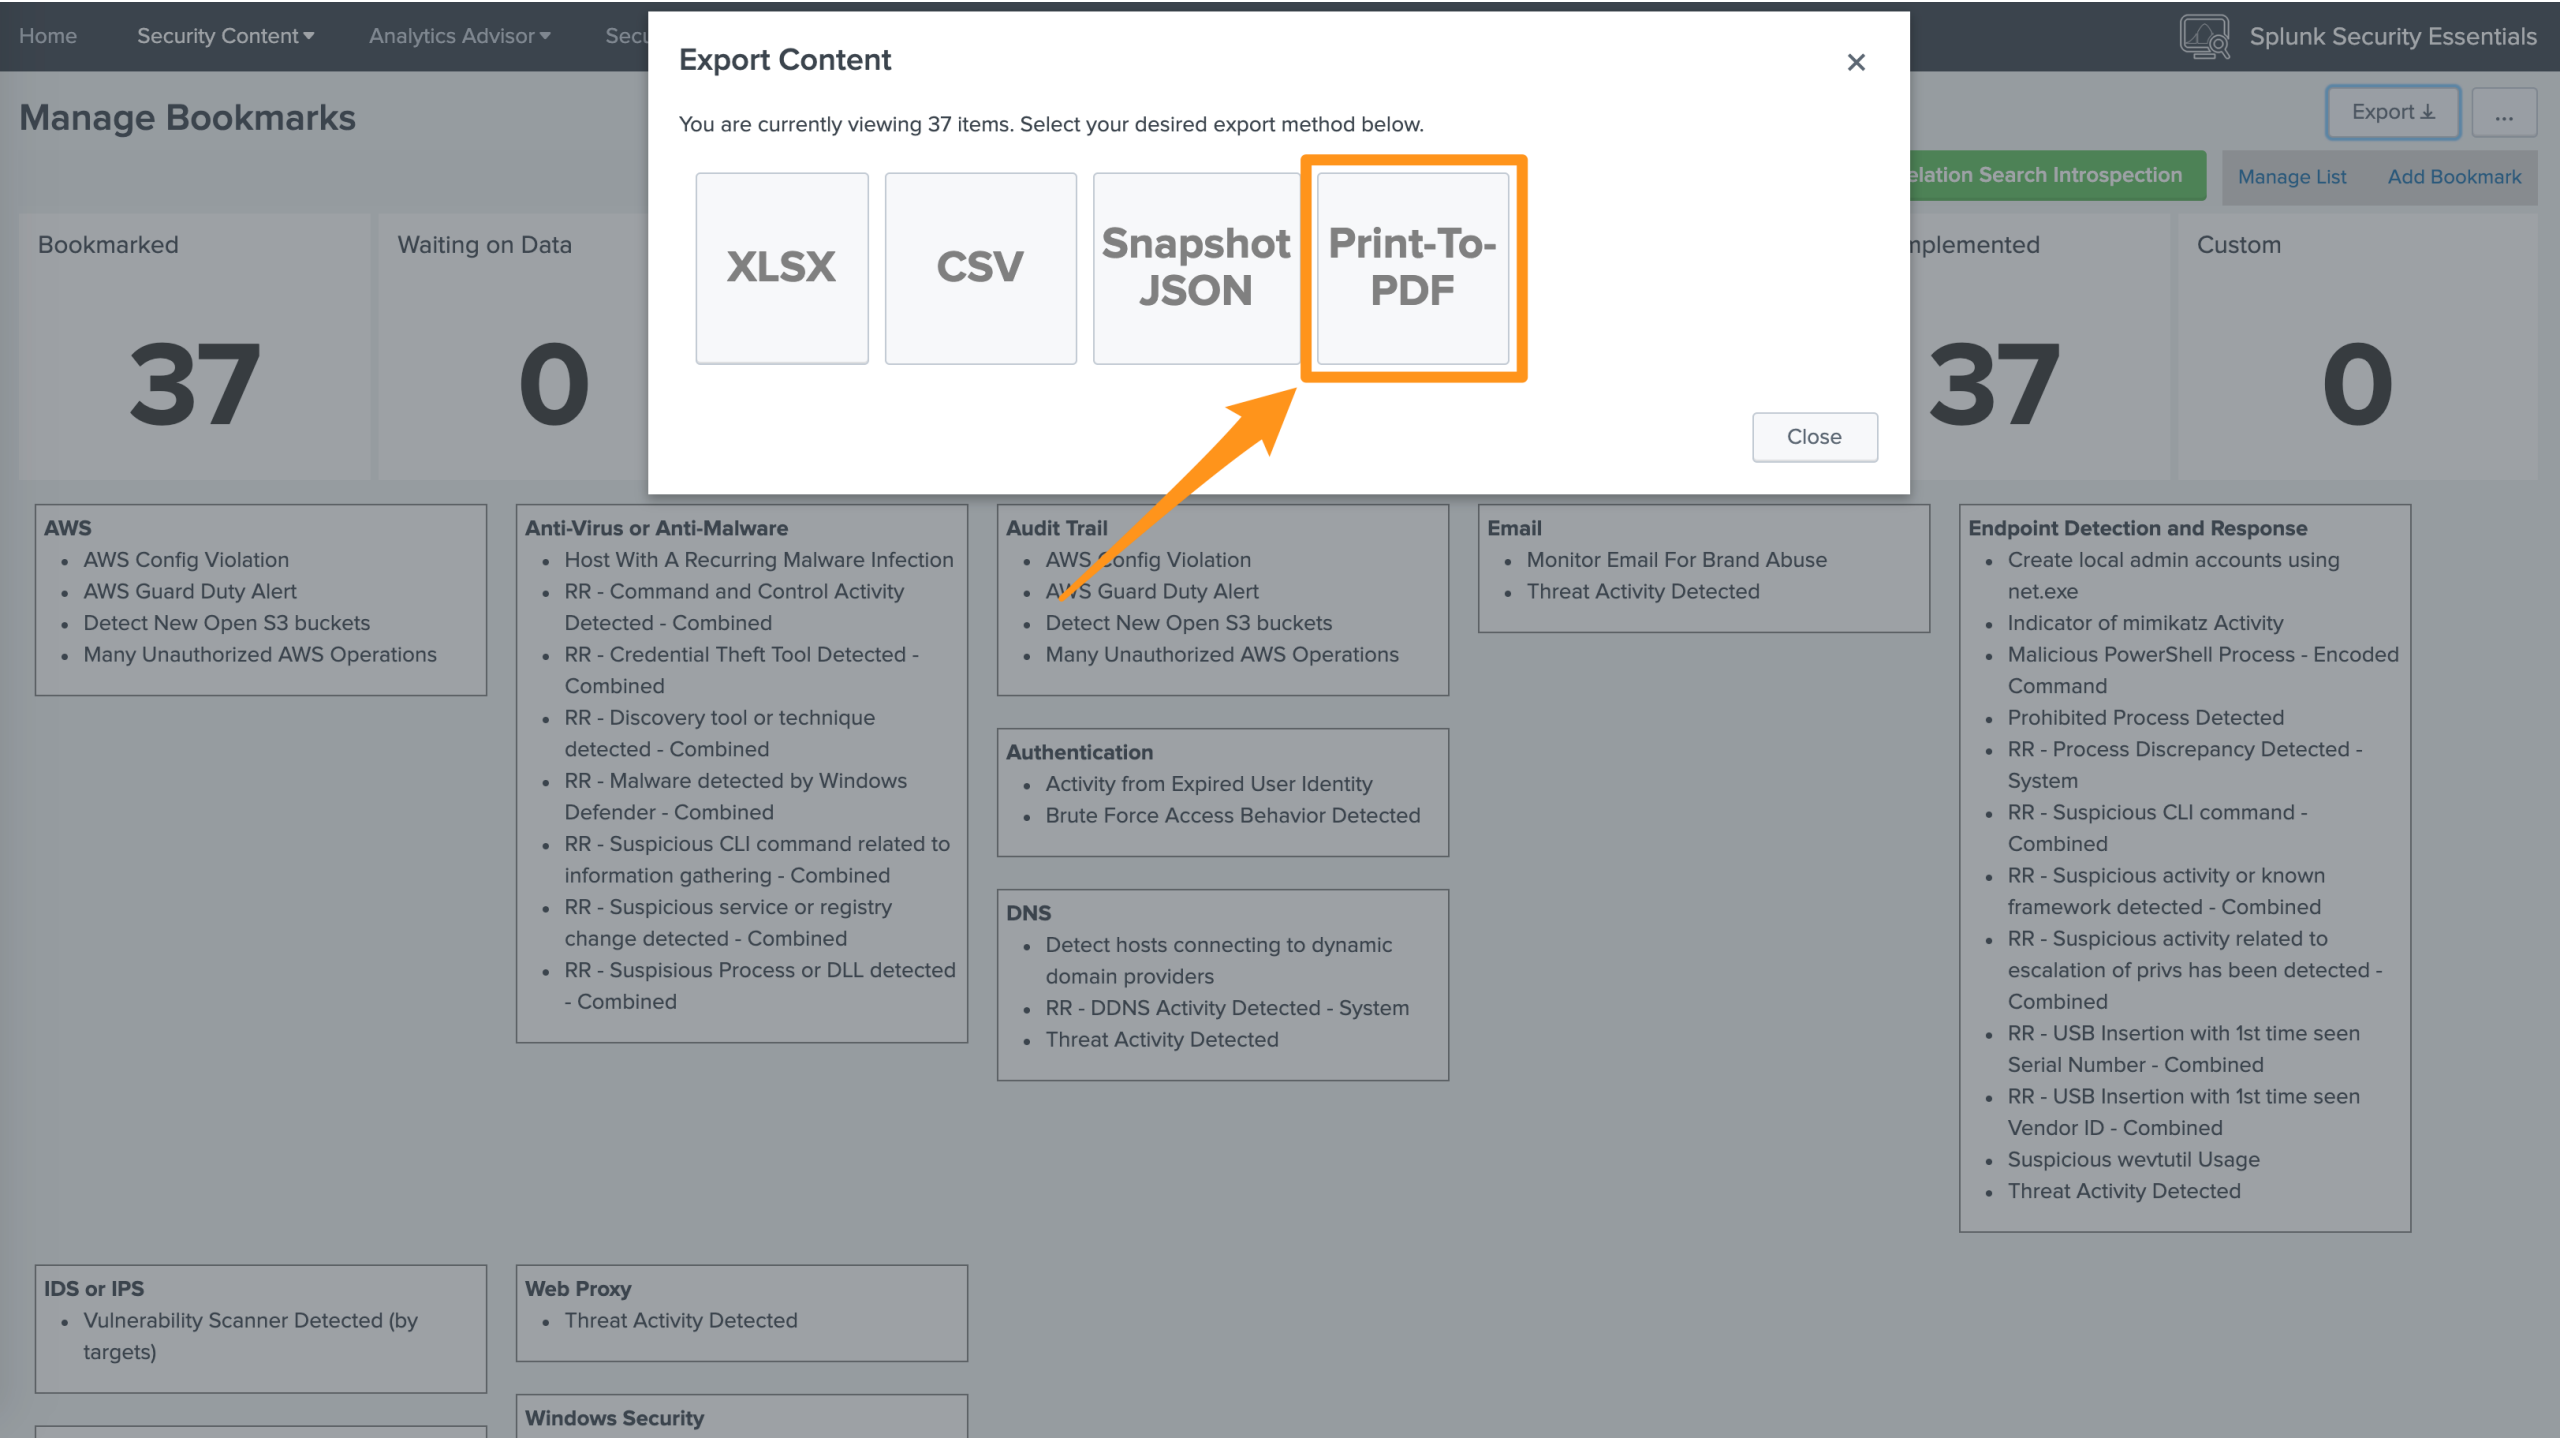 Home
Security Content
Analytics Advisor
Splunk Security Essentials
Export Content
You are currently viewing 37 items. Select your desired export method below.
XLSX
CSV
Snapshot
JSON
Print-To-
PDF
Close
Manage Bookmarks
Export
...
elation Search Introspection
Manage List
Add Bookmark
Bookmarked
37
Waiting on Data
0
mplemented
37
Custom
0
AWS
AWS Config Violation
AWS Guard Duty Alert
Detect New Open S3 buckets
Many Unauthorized AWS Operations
Anti-Virus or Anti-Malware
Host With A Recurring Malware Infection
RR - Command and Control Activity
Detected - Combined
RR - Credential Theft Tool Detected -
Combined
RR - Discovery tool or technique
detected - Combined
RR - Malware detected by Windows
Defender - Combined
RR - Suspicious CLI command related to
information gathering - Combined
RR - Suspicious service or registry
change detected - Combined
RR - Suspisious Process or DLL detected
- Combined
Audit Trail
AWS Config Violation
AWS Guard Duty Alert
Detect New Open S3 buckets
Many Unauthorized AWS Operations
Authentication
Activity from Expired User Identity
Brute Force Access Behavior Detected
DNS
Detect hosts connecting to dynamic
domain providers
RR - DDNS Activity Detected - System
Threat Activity Detected
Email
Monitor Email For Brand Abuse
Threat Activity Detected
Endpoint Detection and Response
Create local admin accounts using
net.exe
Indicator of mimikatz Activity
Malicious PowerShell Process - Encoded
Command
Prohibited Process Detected
RR - Process Discrepancy Detected -
System
RR - Suspicious CLI command -
Combined
RR - Suspicious activity or known
framework detected - Combined
RR - Suspicious activity related to
escalation of privs has been detected -
Combined
RR - USB Insertion with 1st time seen
Serial Number - Combined
RR - USB Insertion with 1st time seen
Vendor ID - Combined
Suspicious wevtutil Usage
Threat Activity Detected
IDS or IPS
Vulnerability Scanner Detected (by
targets)
Web Proxy
Threat Activity Detected
Windows Security